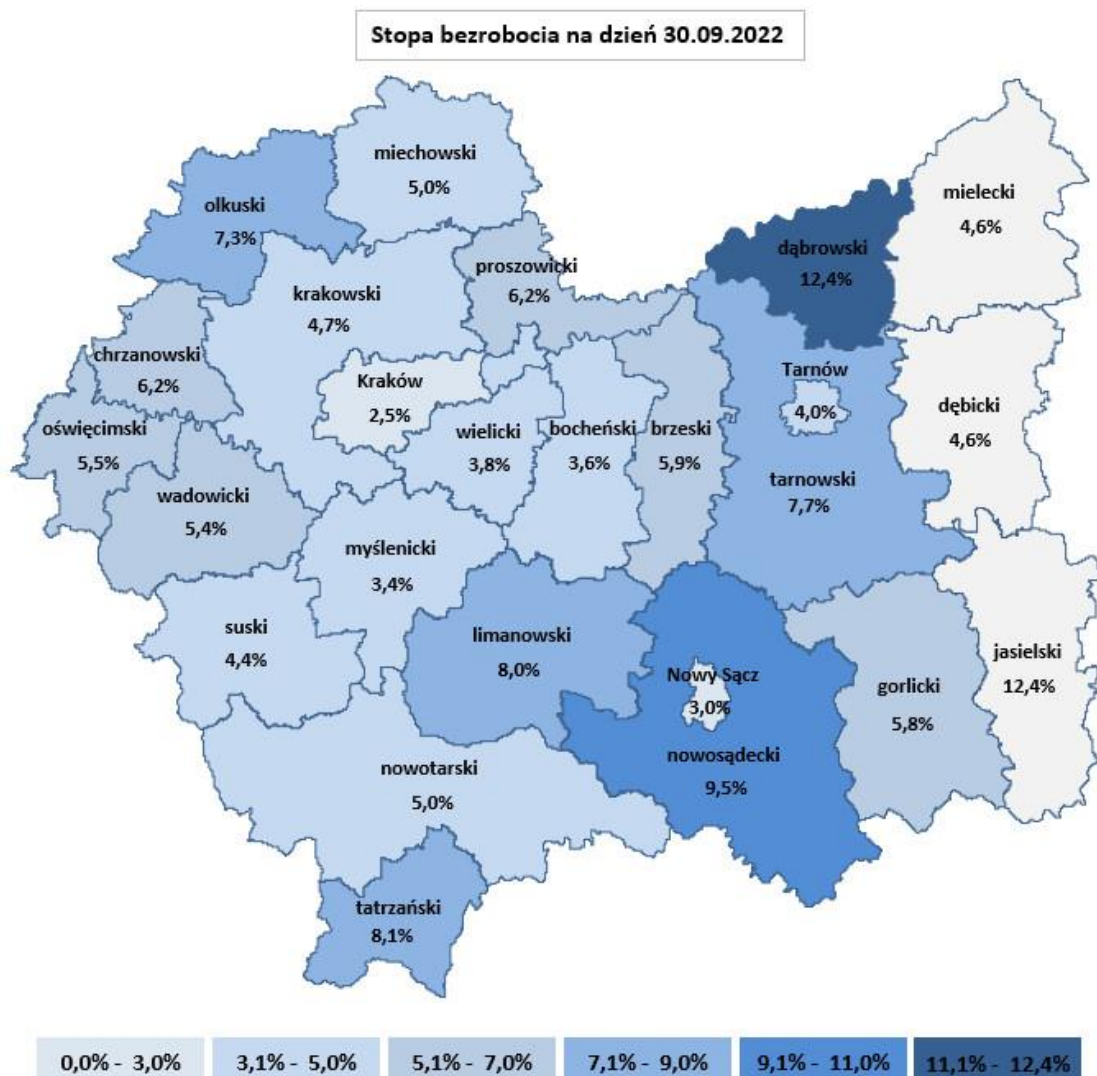 Stopa bezrobocia na dzień 30.09.2022
miechowski
5,0%
olkuski
7,3%
mielecki
4,6%
dąbrowski
12,4%
proszowicki
6,2%
krakowski
4,7%
chrzanowski
6,2%
Kraków
2,5%
Tarnów
4,0%
dębicki
4,6%
oświęcimski
5,5%
wielicki
3,8%
bocheński
3,6%
brzeski
5,9%
tarnowski
7,7%
wadowicki
5,4%
myślenicki
3,4%
suski
4,4%
limanowski
8,0%
Nowy Sącz
3,0%
gorlicki
5,8%
jasielski
12,4%
nowosądecki
9,5%
nowotarski
5,0%
tatrzański
8,1%
0,0% - 3,0%
3,1% - 5,0%
5,1% - 7,0%
7,1% - 9,0%
9,1% - 11,0%
11,1% - 12,4%